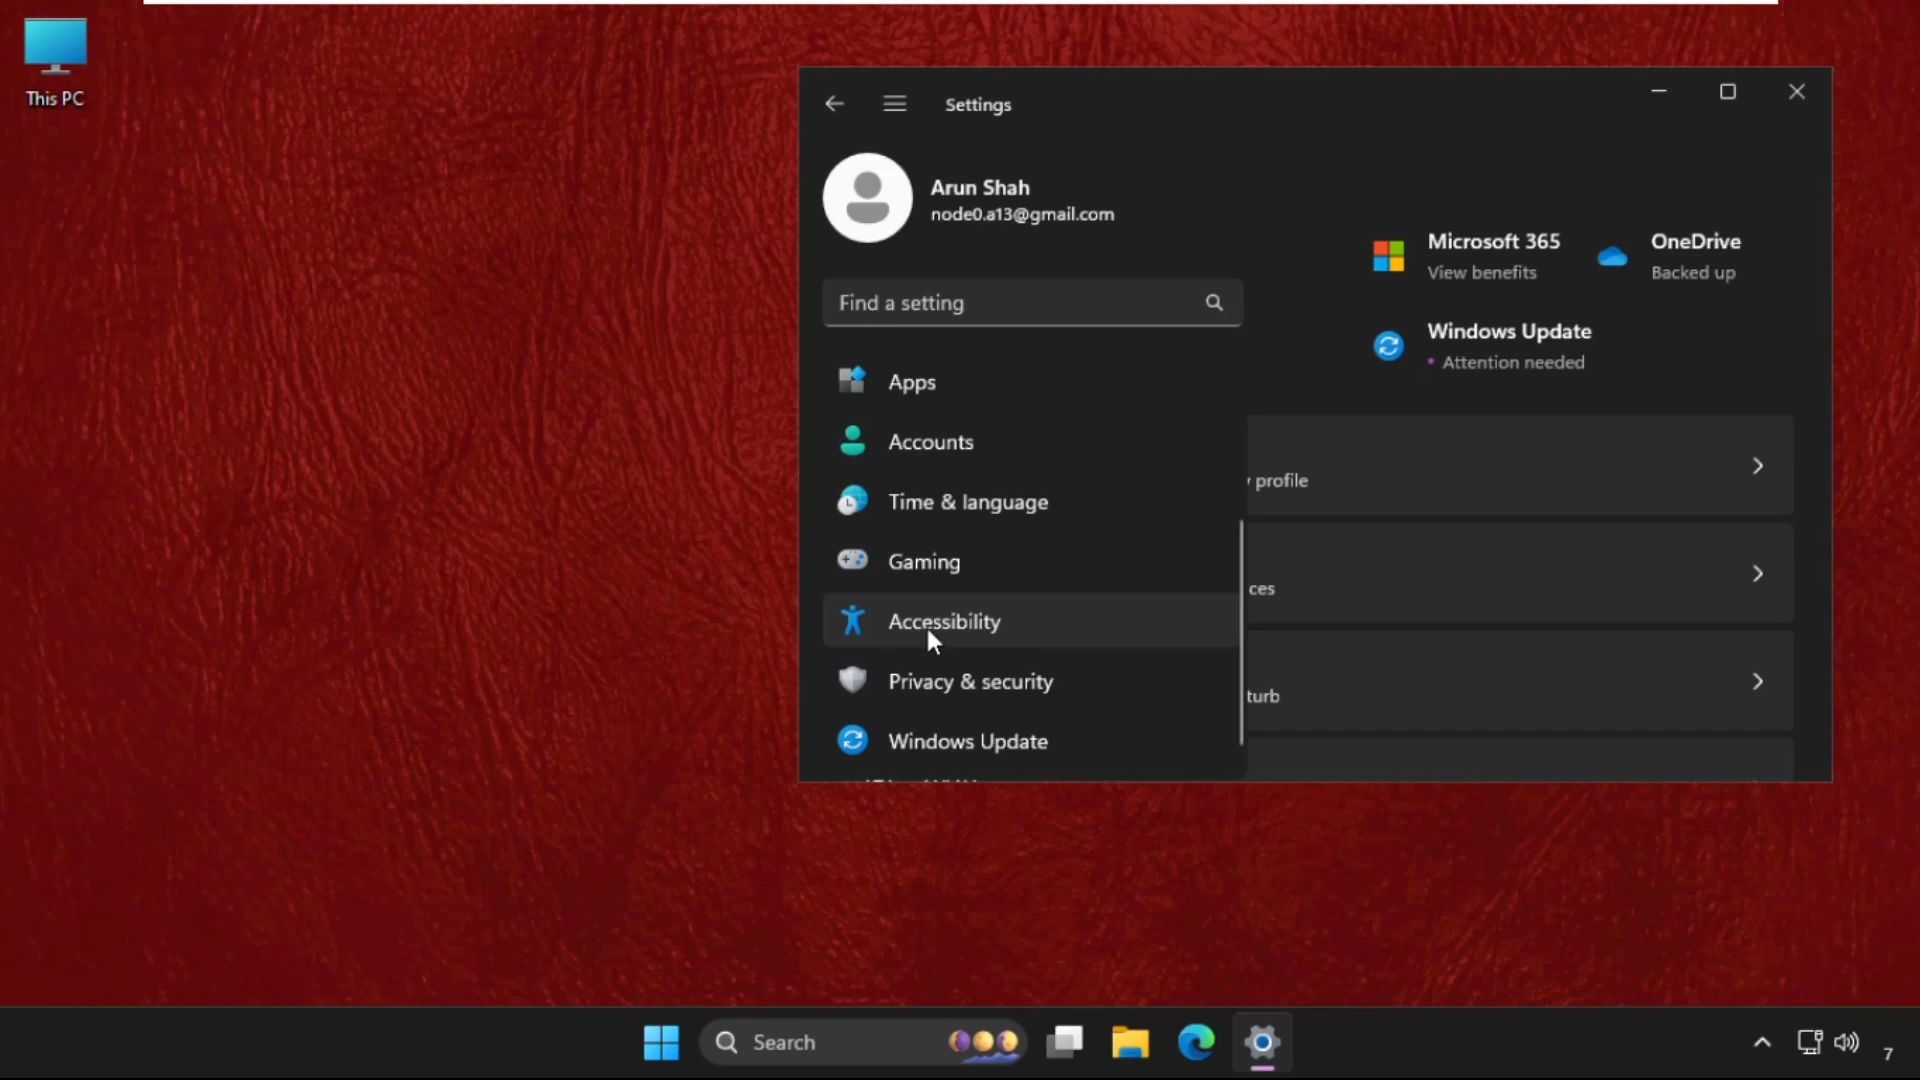 This PC
Settings
Arun Shah
node0.a13@gmail.com
Find a setting
Apps
Accounts
Time & language
Gaming
Accessibility
Privacy & security
Windows Update
Microsoft 365
View benefits
OneDrive
Backed up
Windows Update
• Attention needed
profile
ces
turb
Search
7